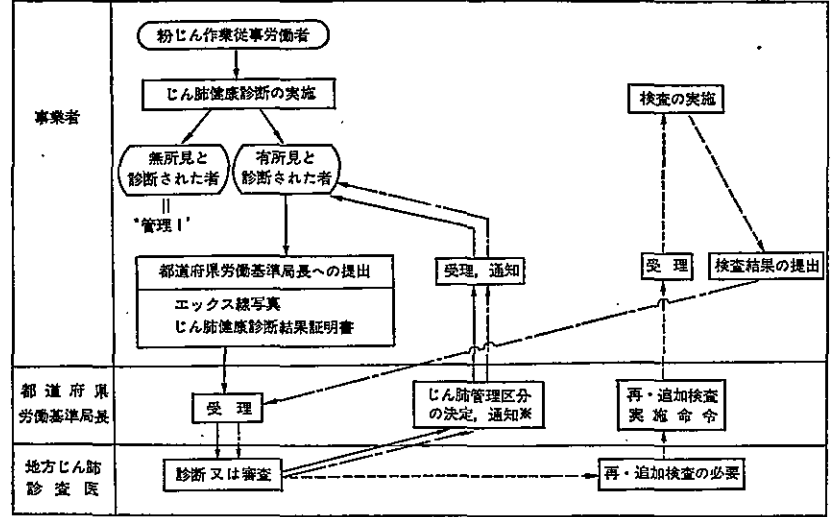 粉じん作業従事労働者
じん肺健康診断の実施
検査の実施
事業者
無所見と
診断された者
有所見と
診断された者
||
“管理Ⅰ’
都道府県労働基準局長への提出
エックス線写真
じん肺健康診断結果証明書
受理，通知
受 理
検査結果の提出
都道府県
労働基準局長
受 理
じん肺管理区分
の決定，通知※
再・追加検査
実施命令
地方じん肺
診査医
診断又は審査
再・追加検査の必要